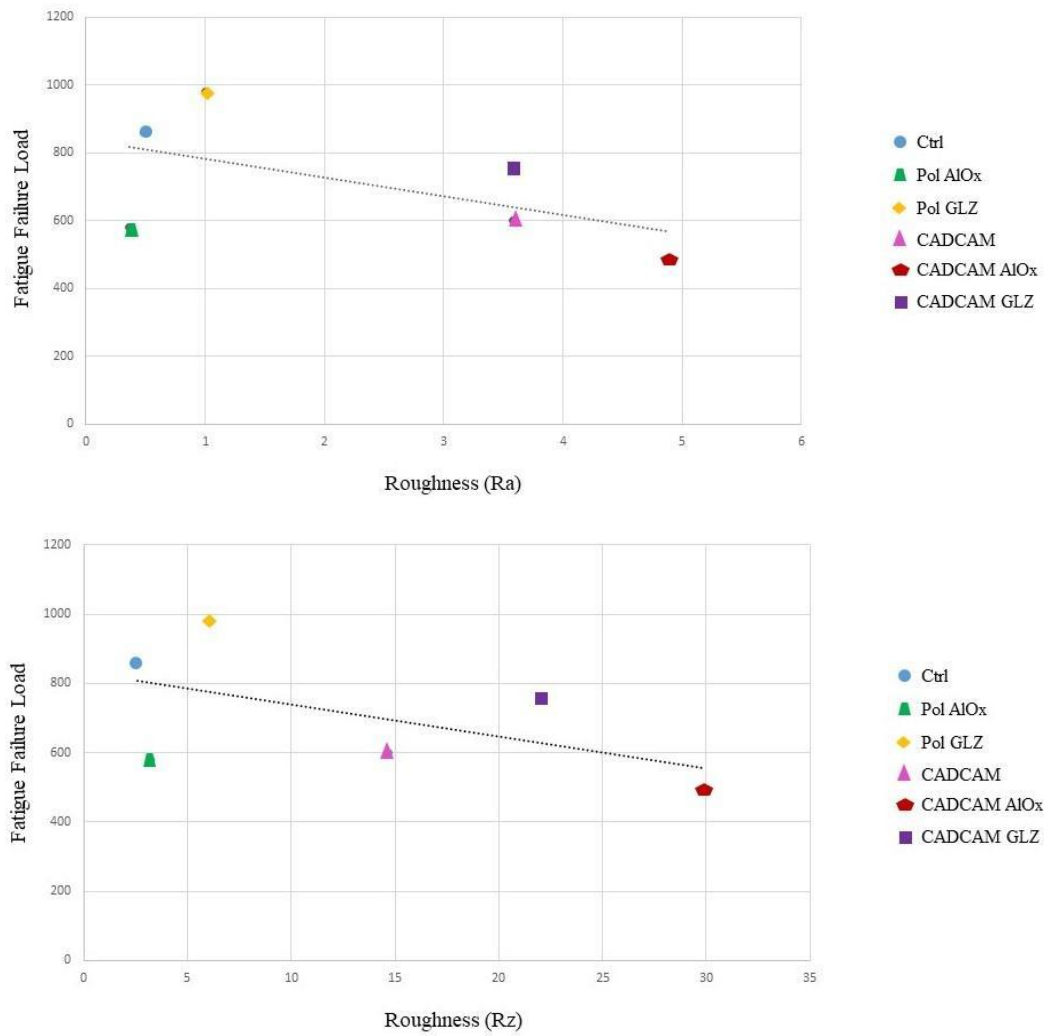 1200
1000
800
600
400
200
0
Fatigue Failure Load
0 1 2 3 4 5 6
Roughness (Ra)
Ctrl
Pol AlOx
Pol GLZ
CADCAM
CADCAM AlOx
CADCAM GLZ
1200
1000
800
600
400
200
0
Fatigue Failure Load
0 5 10 15 20 25 30 35
Roughness (Rz)
Ctrl
Pol AlOx
Pol GLZ
CADCAM
CADCAM AlOx
CADCAM GLZ